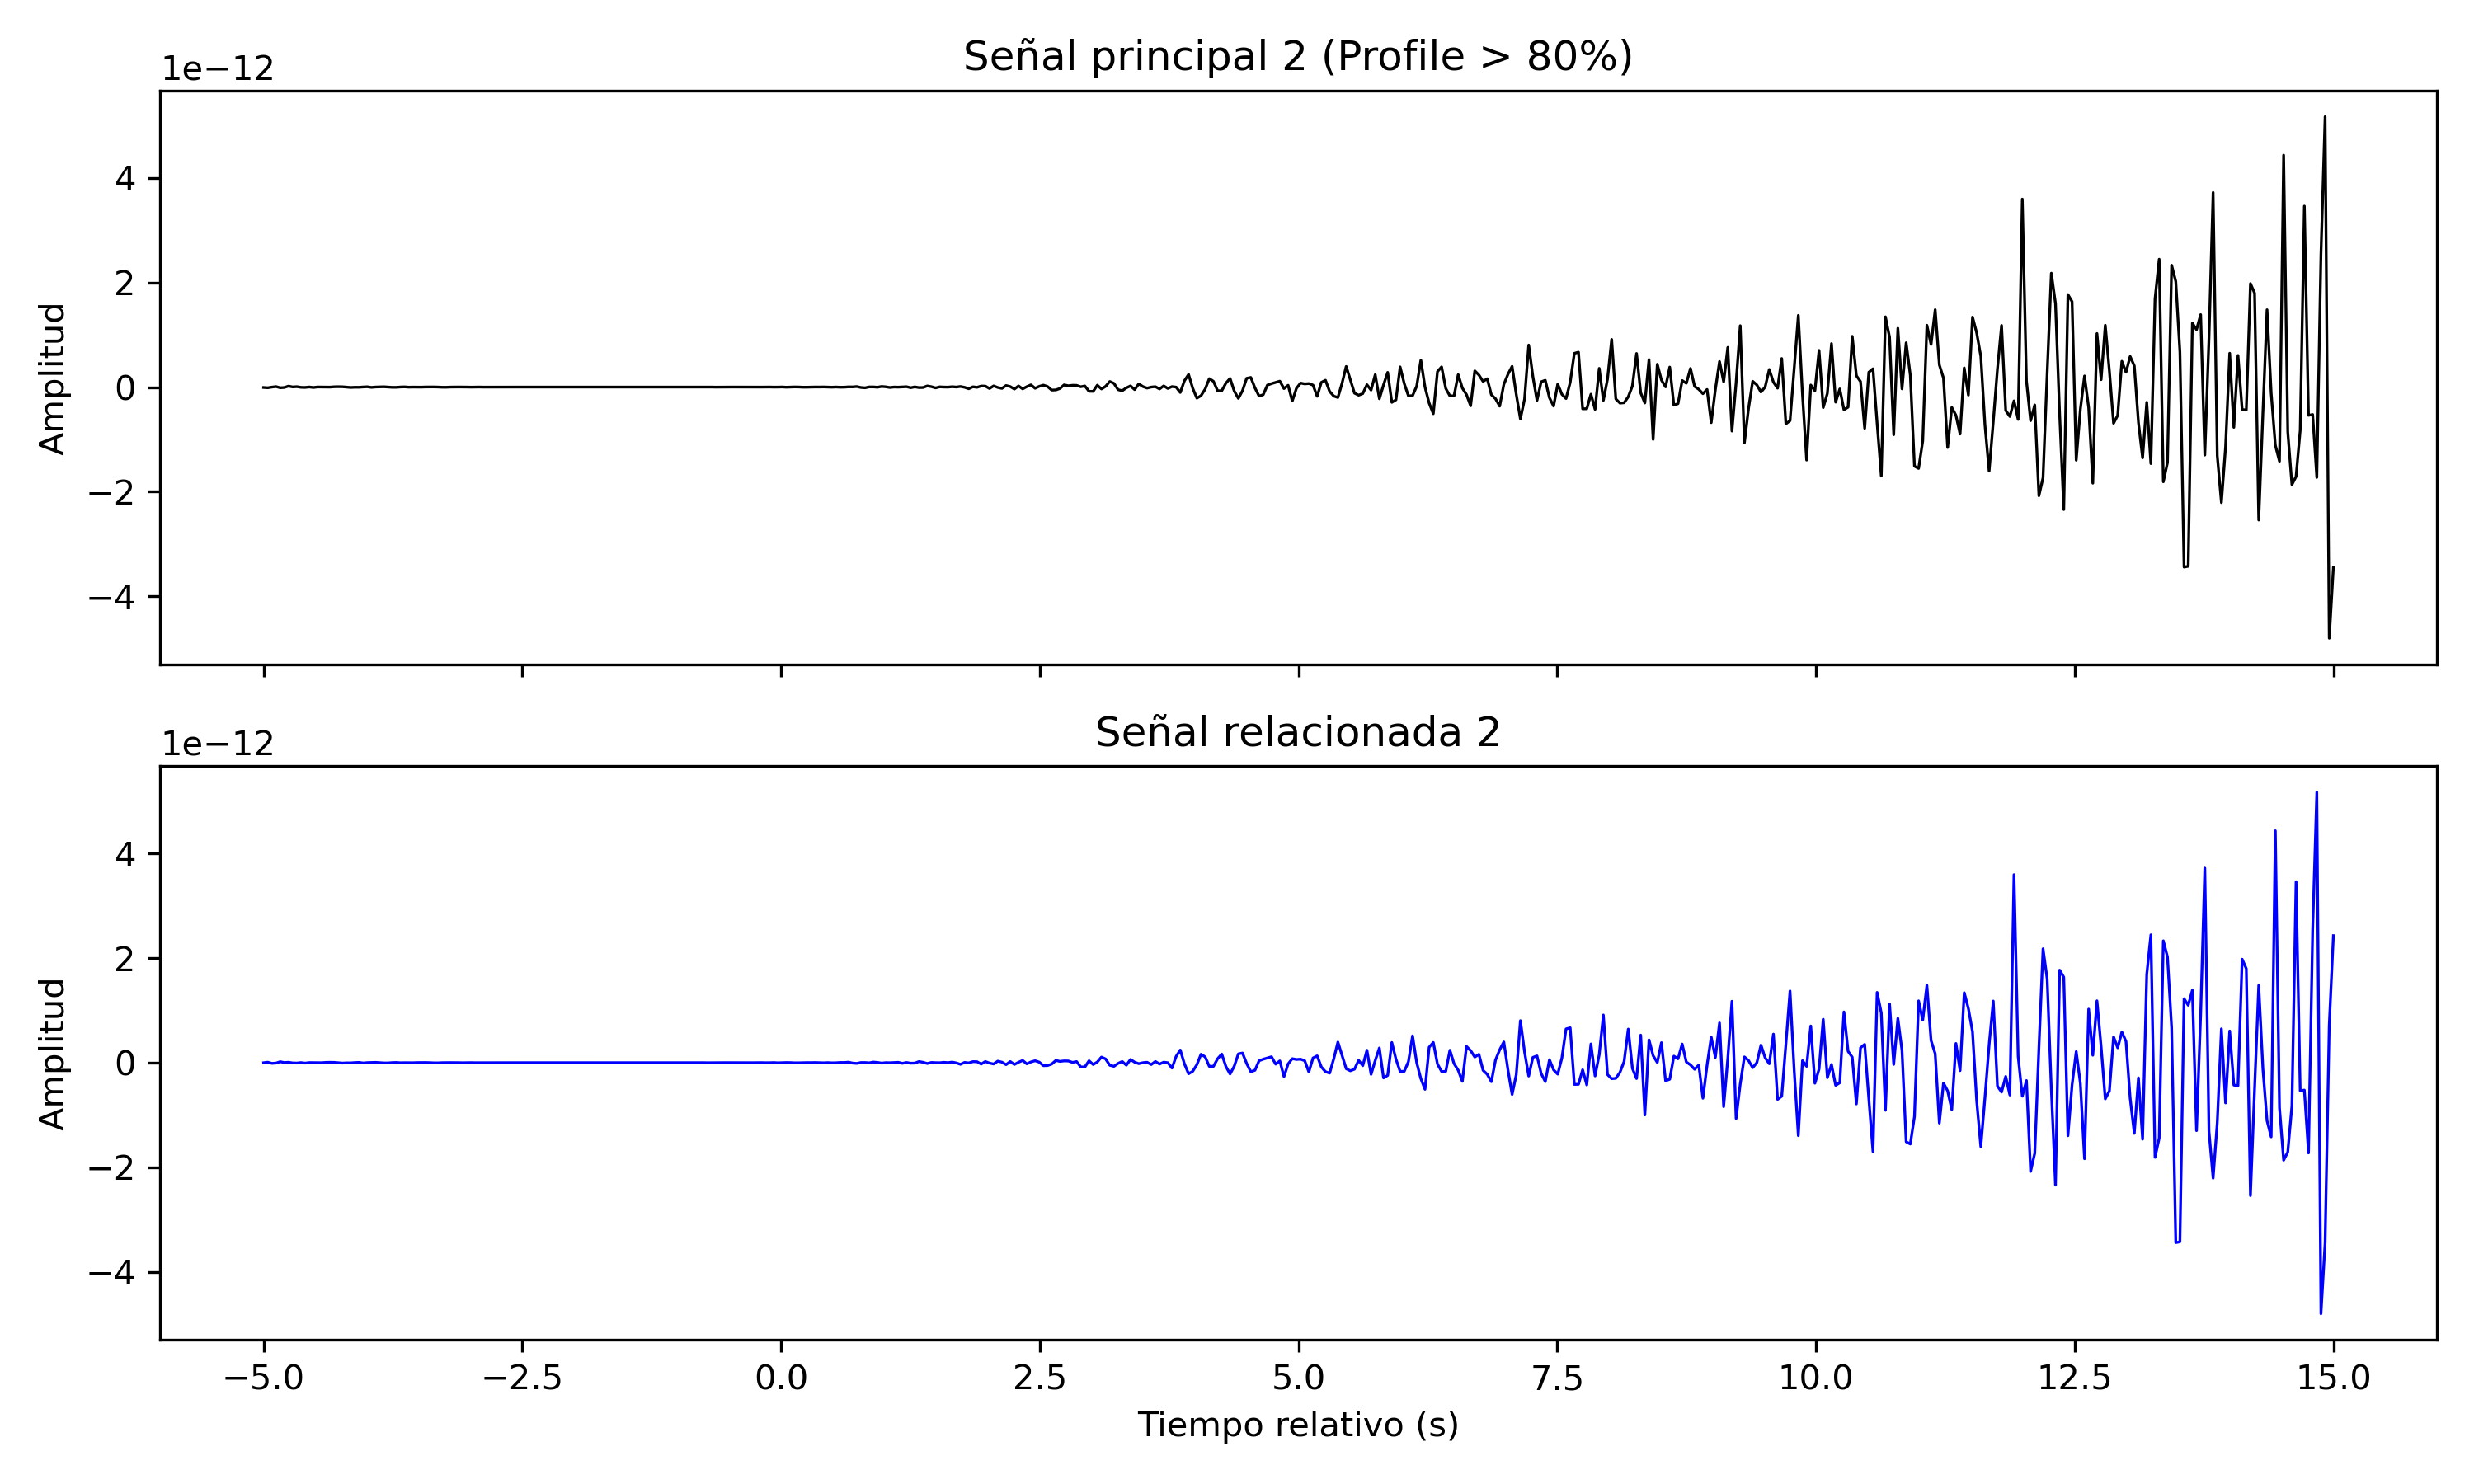 Señal principal 2 (Profile > 80%)
1e−12
4
2
0
−2
−4
Amplitud
Señal relacionada 2
1e−12
4
2
0
−2
−4
Amplitud
−5.0 −2.5 0.0 2.5 5.0 7.5 10.0 12.5 15.0
Tiempo relativo (s)